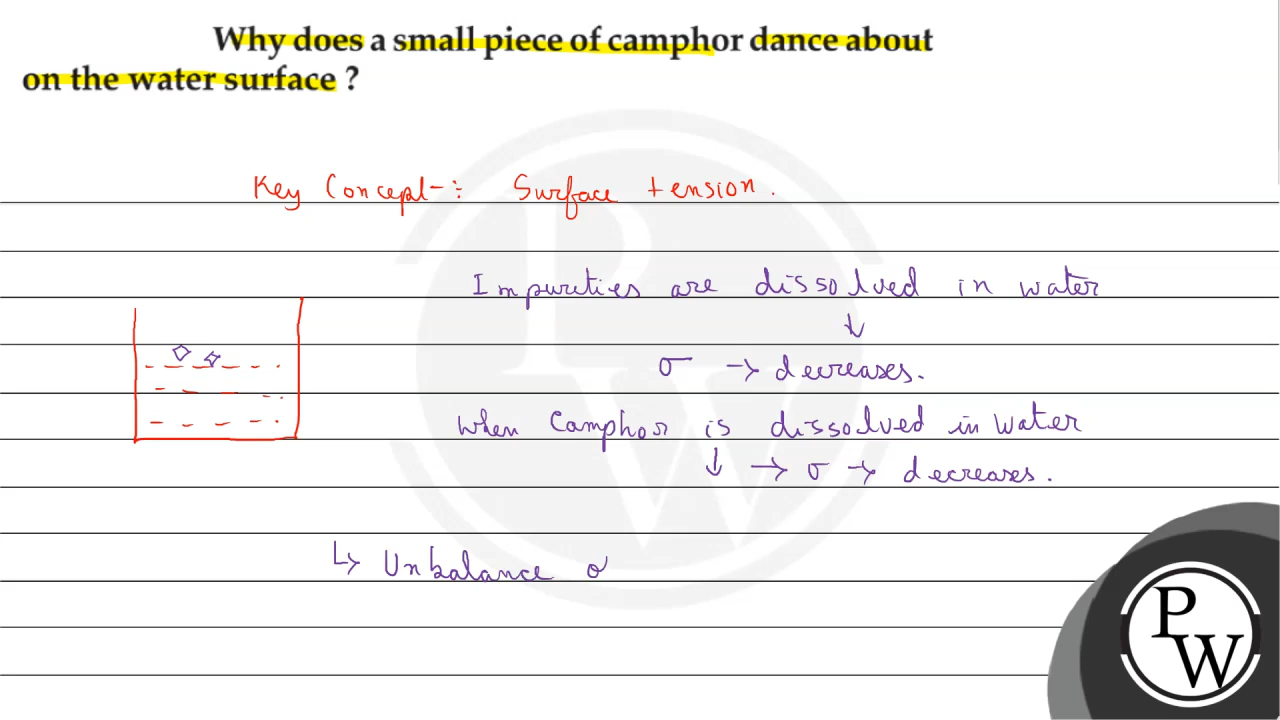 Why does a small piece of camphor dance about
on the water surface ?
Key Concept-: Surface tension.
Impurities are dissolved in water
↓
σ → decreases.
When Camphor is dissolved in water
↓ → σ → decreases.
↳ Unbalance σ
P
W